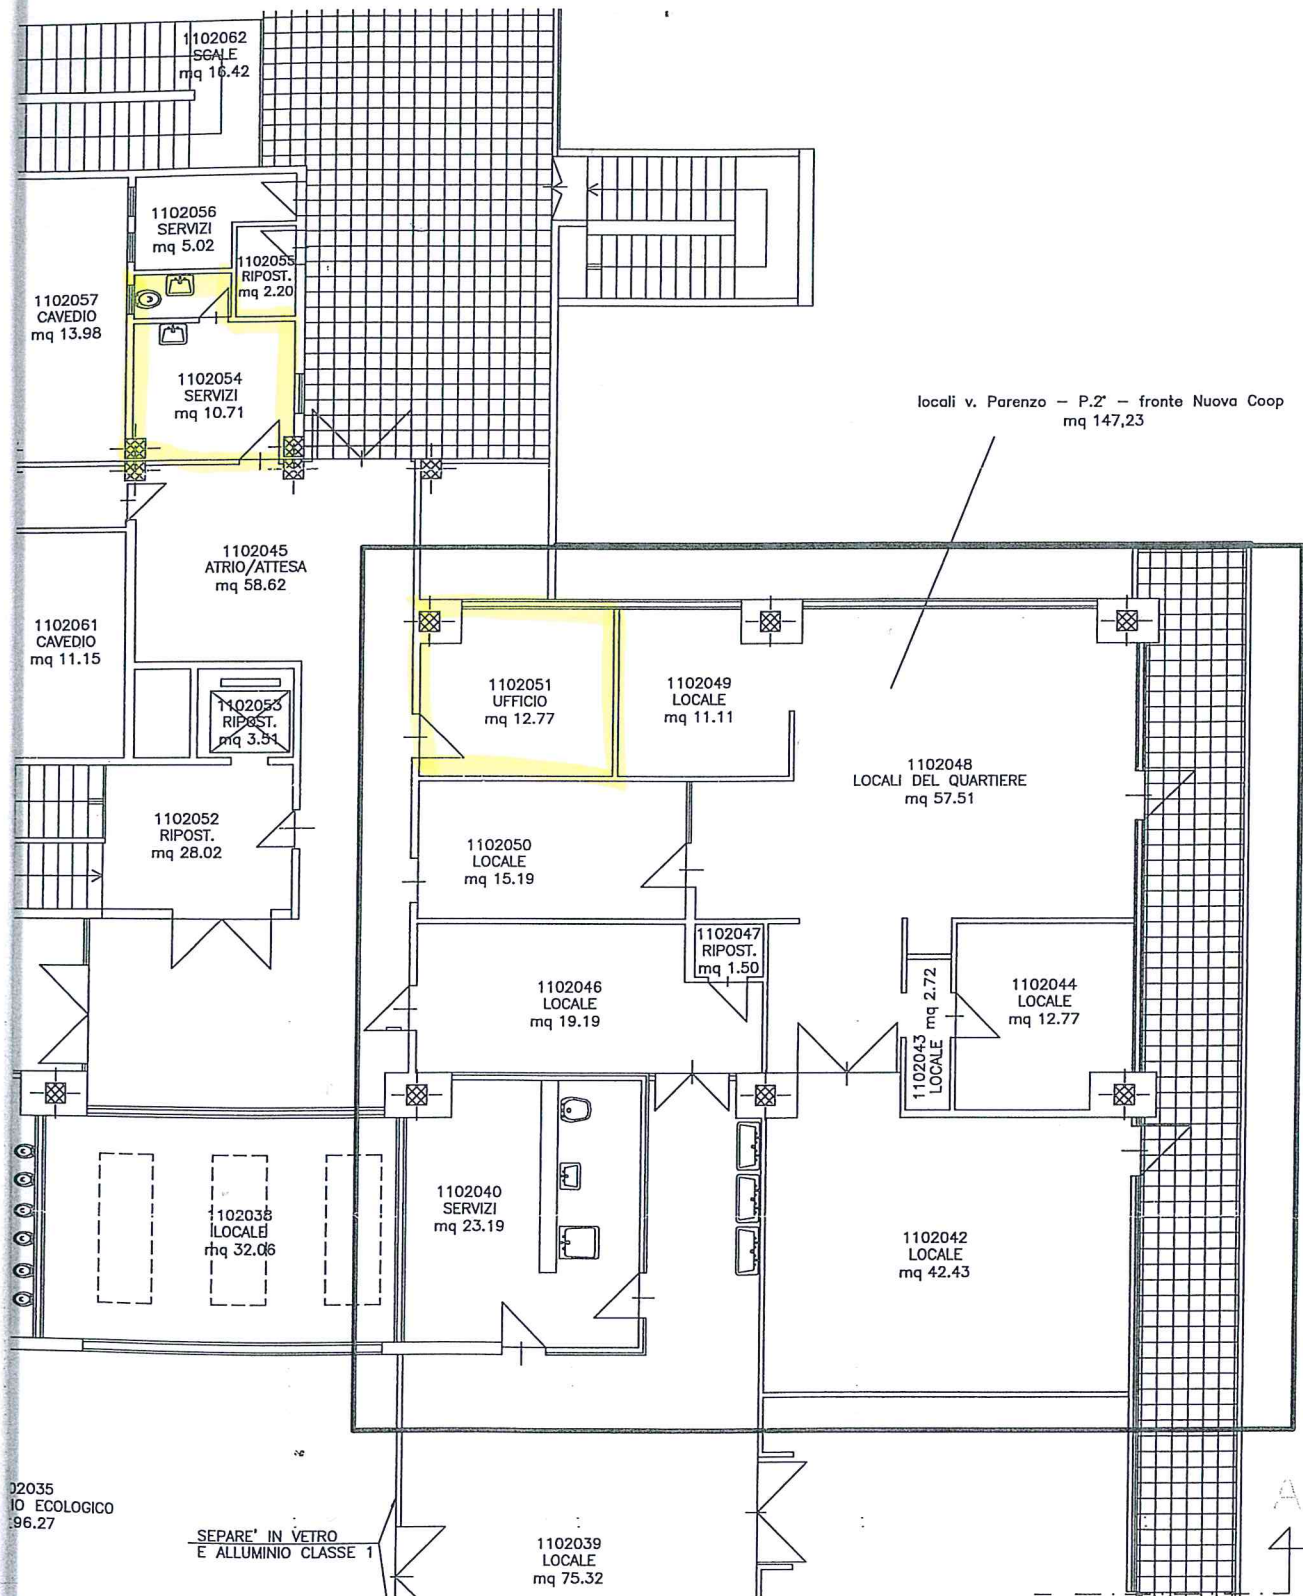 1102062
SCALE
mq 16.42
1102056
SERVIZI
mq 5.02
1102055
RIPOST.
mq 2.20
1102057
CAVEDIO
mq 13.98
1102054
SERVIZI
mq 10.71
locali v. Parenzo – P.2° – fronte Nuova Coop
mq 147,23
1102045
ATRIO/ATTESA
mq 58.62
1102061
CAVEDIO
mq 11.15
1102053
RIPOST.
mq 3.51
1102051
UFFICIO
mq 12.77
1102049
LOCALE
mq 11.11
1102048
LOCALI DEL QUARTIERE
mq 57.51
1102052
RIPOST.
mq 28.02
1102050
LOCALE
mq 15.19
1102047
RIPOST.
mq 1.50
1102046
LOCALE
mq 19.19
1102043
LOCALE mq 2.72
1102044
LOCALE
mq 12.77
1102040
SERVIZI
mq 23.19
1102038
LOCALE
mq 32.06
1102042
LOCALE
mq 42.43
02035
IO ECOLOGICO
96.27
SEPARE' IN VETRO
E ALLUMINIO CLASSE 1
1102039
LOCALE
mq 75.32
A